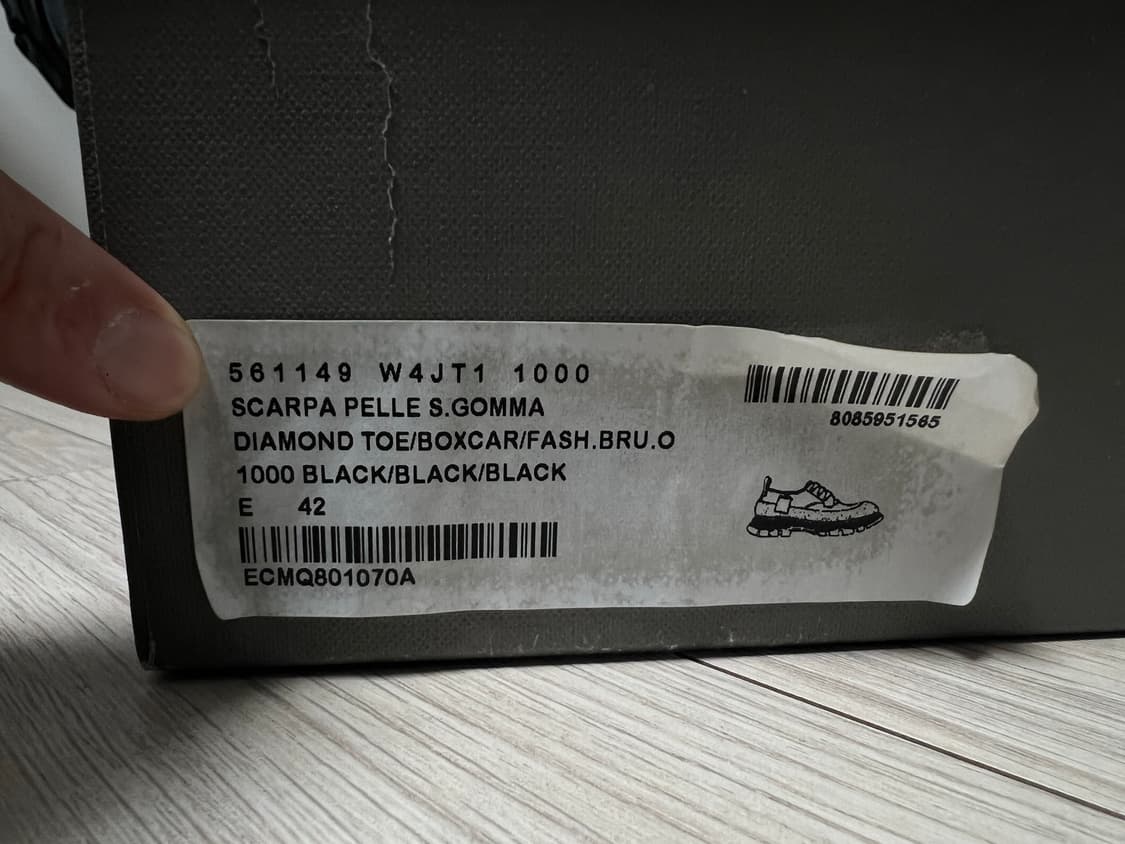 561149 W4JT1 1000
SCARPA PELLE S.GOMMA
DIAMOND TOE/BOXCAR/FASH.BRU.O
1000 BLACK/BLACK/BLACK
E 42
ECMQ801070A
8085951565